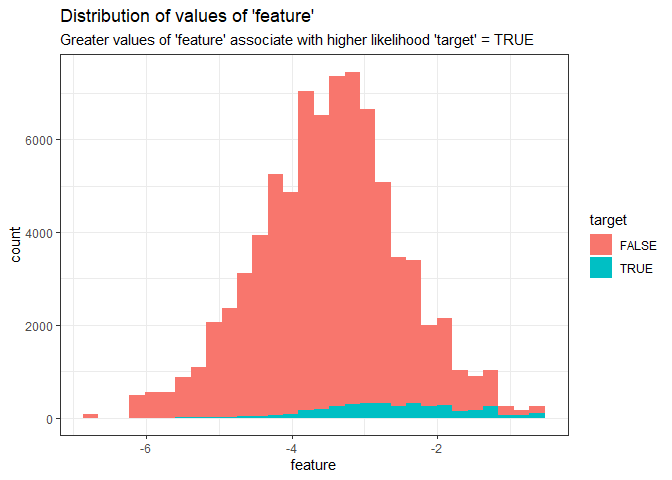 Distribution of values of 'feature'
Greater values of 'feature' associate with higher likelihood 'target' = TRUE
6000
4000
2000
0
count
-6
-4
-2
feature
target
FALSE
TRUE